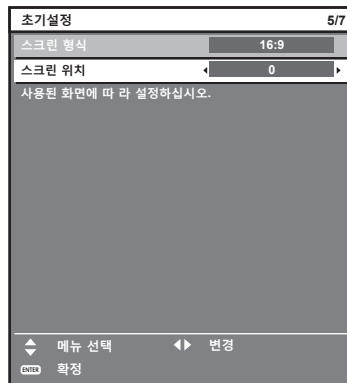 초기설정 5/7
스크린 형식 16:9
스크린 위치 0
사용된 화면에 따 라 설정하십시오.
메뉴 선택 변경
ENTER 확정